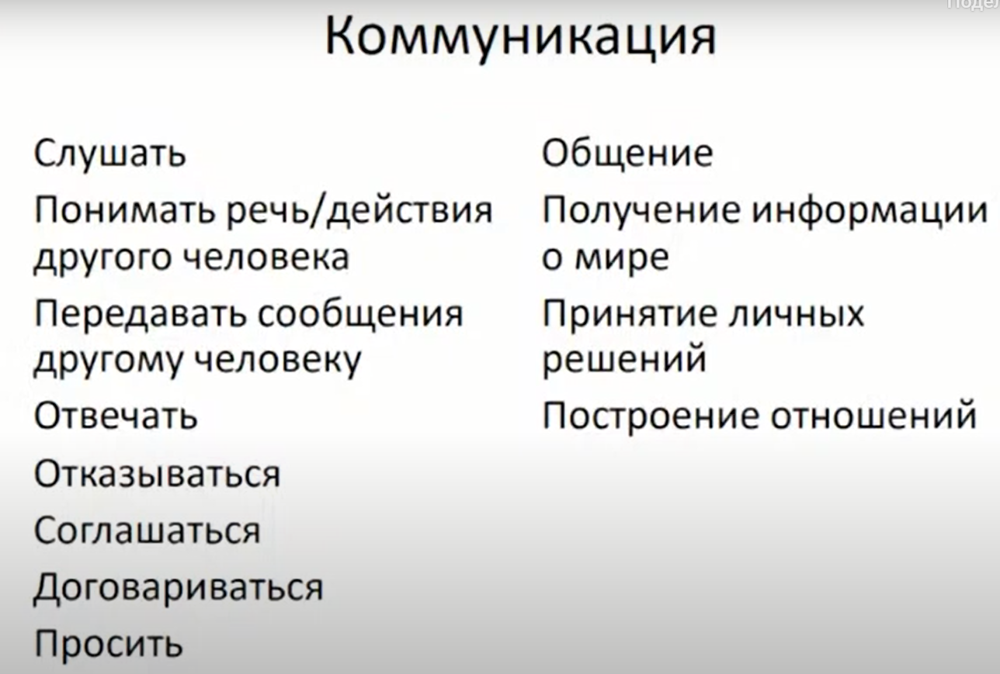 Коммуникация
Слушать
Понимать речь/действия
другого человека
Передавать сообщения
другому человеку
Отвечать
Отказываться
Соглашаться
Договариваться
Просить
Общение
Получение информации
о мире
Принятие личных
решений
Построение отношений